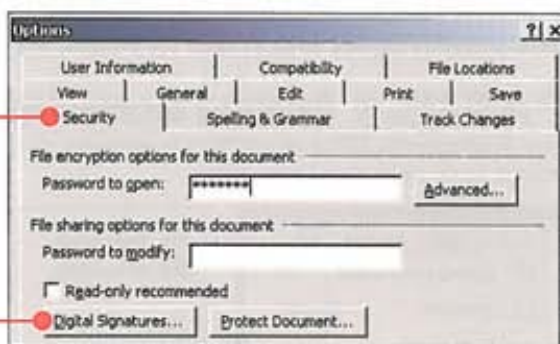 Options
User Information Compatibility File Locations
View General Edit Print Save
Security Spelling & Grammar Track Changes
File encryption options for this document
Password to open: ******* Advanced...
File sharing options for this document
Password to modify:
Read-only recommended
Digital Signatures... Protect Document...